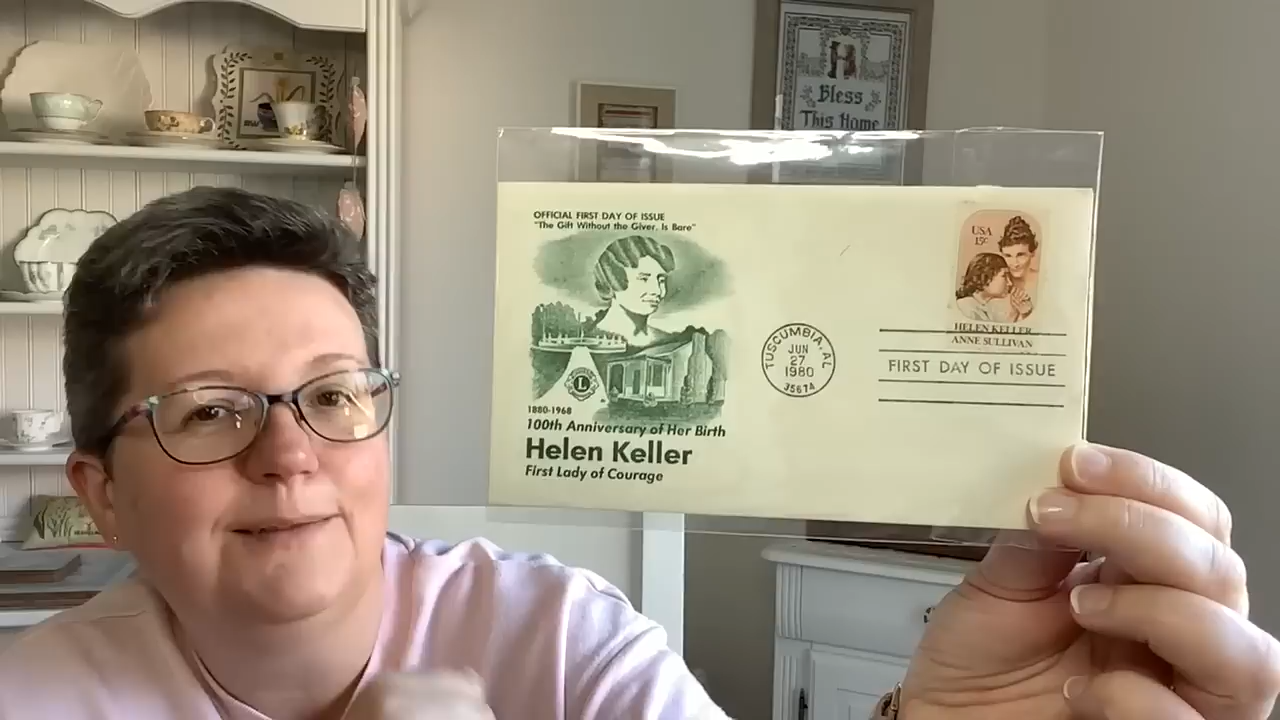 Bless
This Home
OFFICIAL FIRST DAY OF ISSUE
"The Gift Without the Giver, Is Bare"
USA
15c
HELEN KELLER
ANNE SULLIVAN
TUSCUMBIA, AL
JUN
27
1980
35674
FIRST DAY OF ISSUE
L
1880-1968
100th Anniversary of Her Birth
Helen Keller
First Lady of Courage